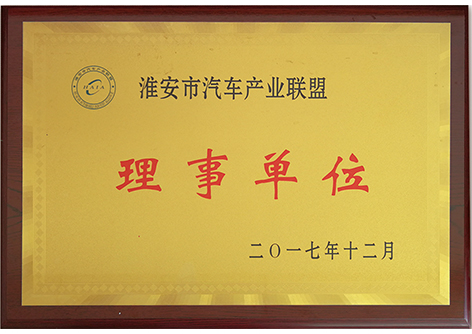 淮安市汽车产业联盟
HAIA
理事单位
二〇一七年十二月